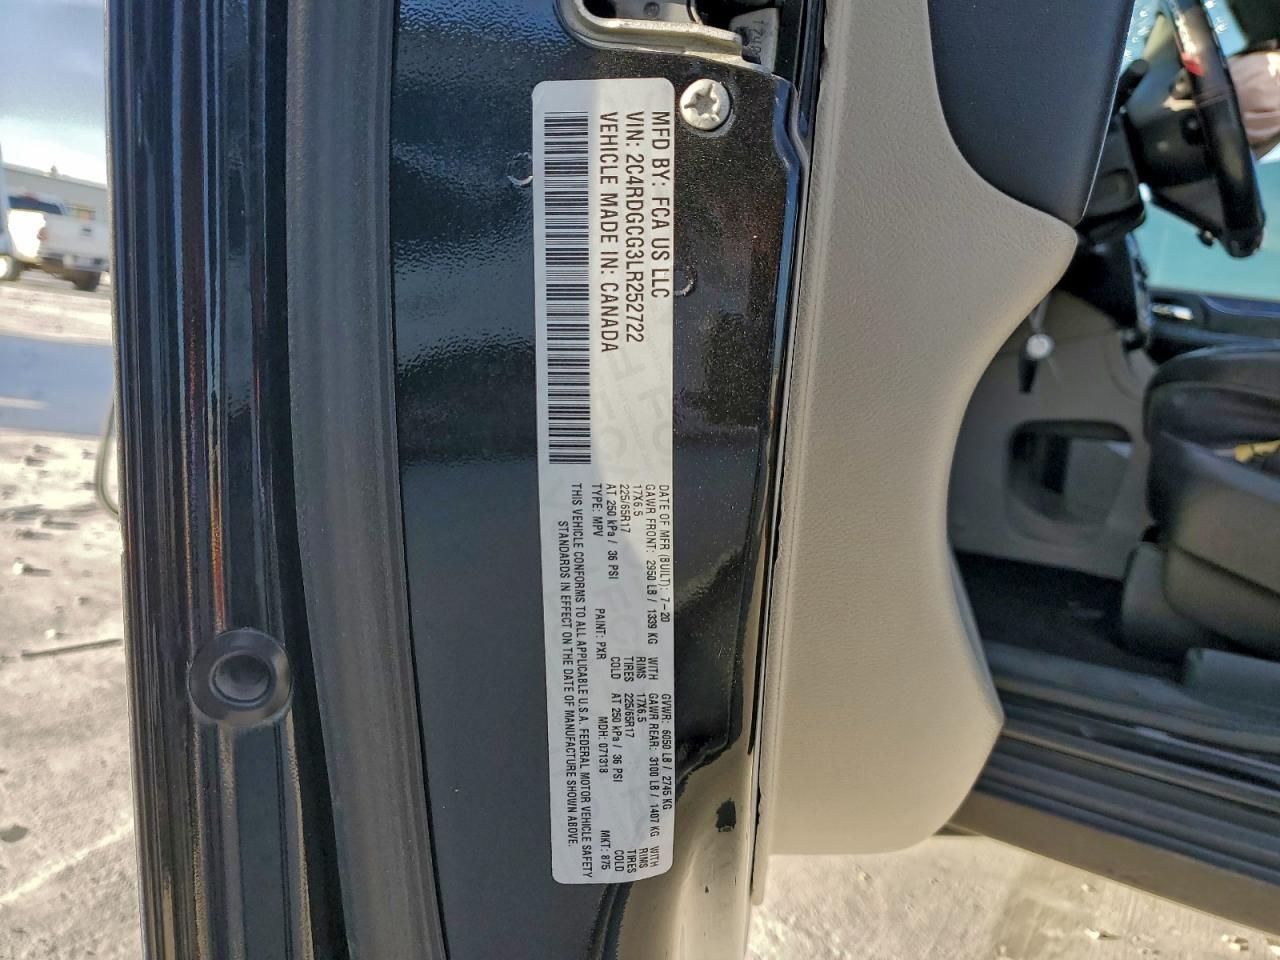 MFD BY: FCA US LLC
VIN: 2C4RDGCG3LR252722
VEHICLE MADE IN: CANADA
DATE OF MFR (BUILT): 7-20 GVWR: 6050 LB / 2745 KG
GAWR FRONT: 2950 LB / 1339 KG WITH GAWR REAR: 3100 LB / 1407 KG WITH
17X6.5 RIMS 17X6.5 RIMS
225/65R17 TIRES 225/65R17 TIRES
AT 250 kPa / 36 PSI COLD AT 250 kPa / 36 PSI COLD
TYPE: MPV PAINT: PXR MDH: 071318 MKT: 875
THIS VEHICLE CONFORMS TO ALL APPLICABLE U.S.A. FEDERAL MOTOR VEHICLE SAFETY
STANDARDS IN EFFECT ON THE DATE OF MANUFACTURE SHOWN ABOVE.